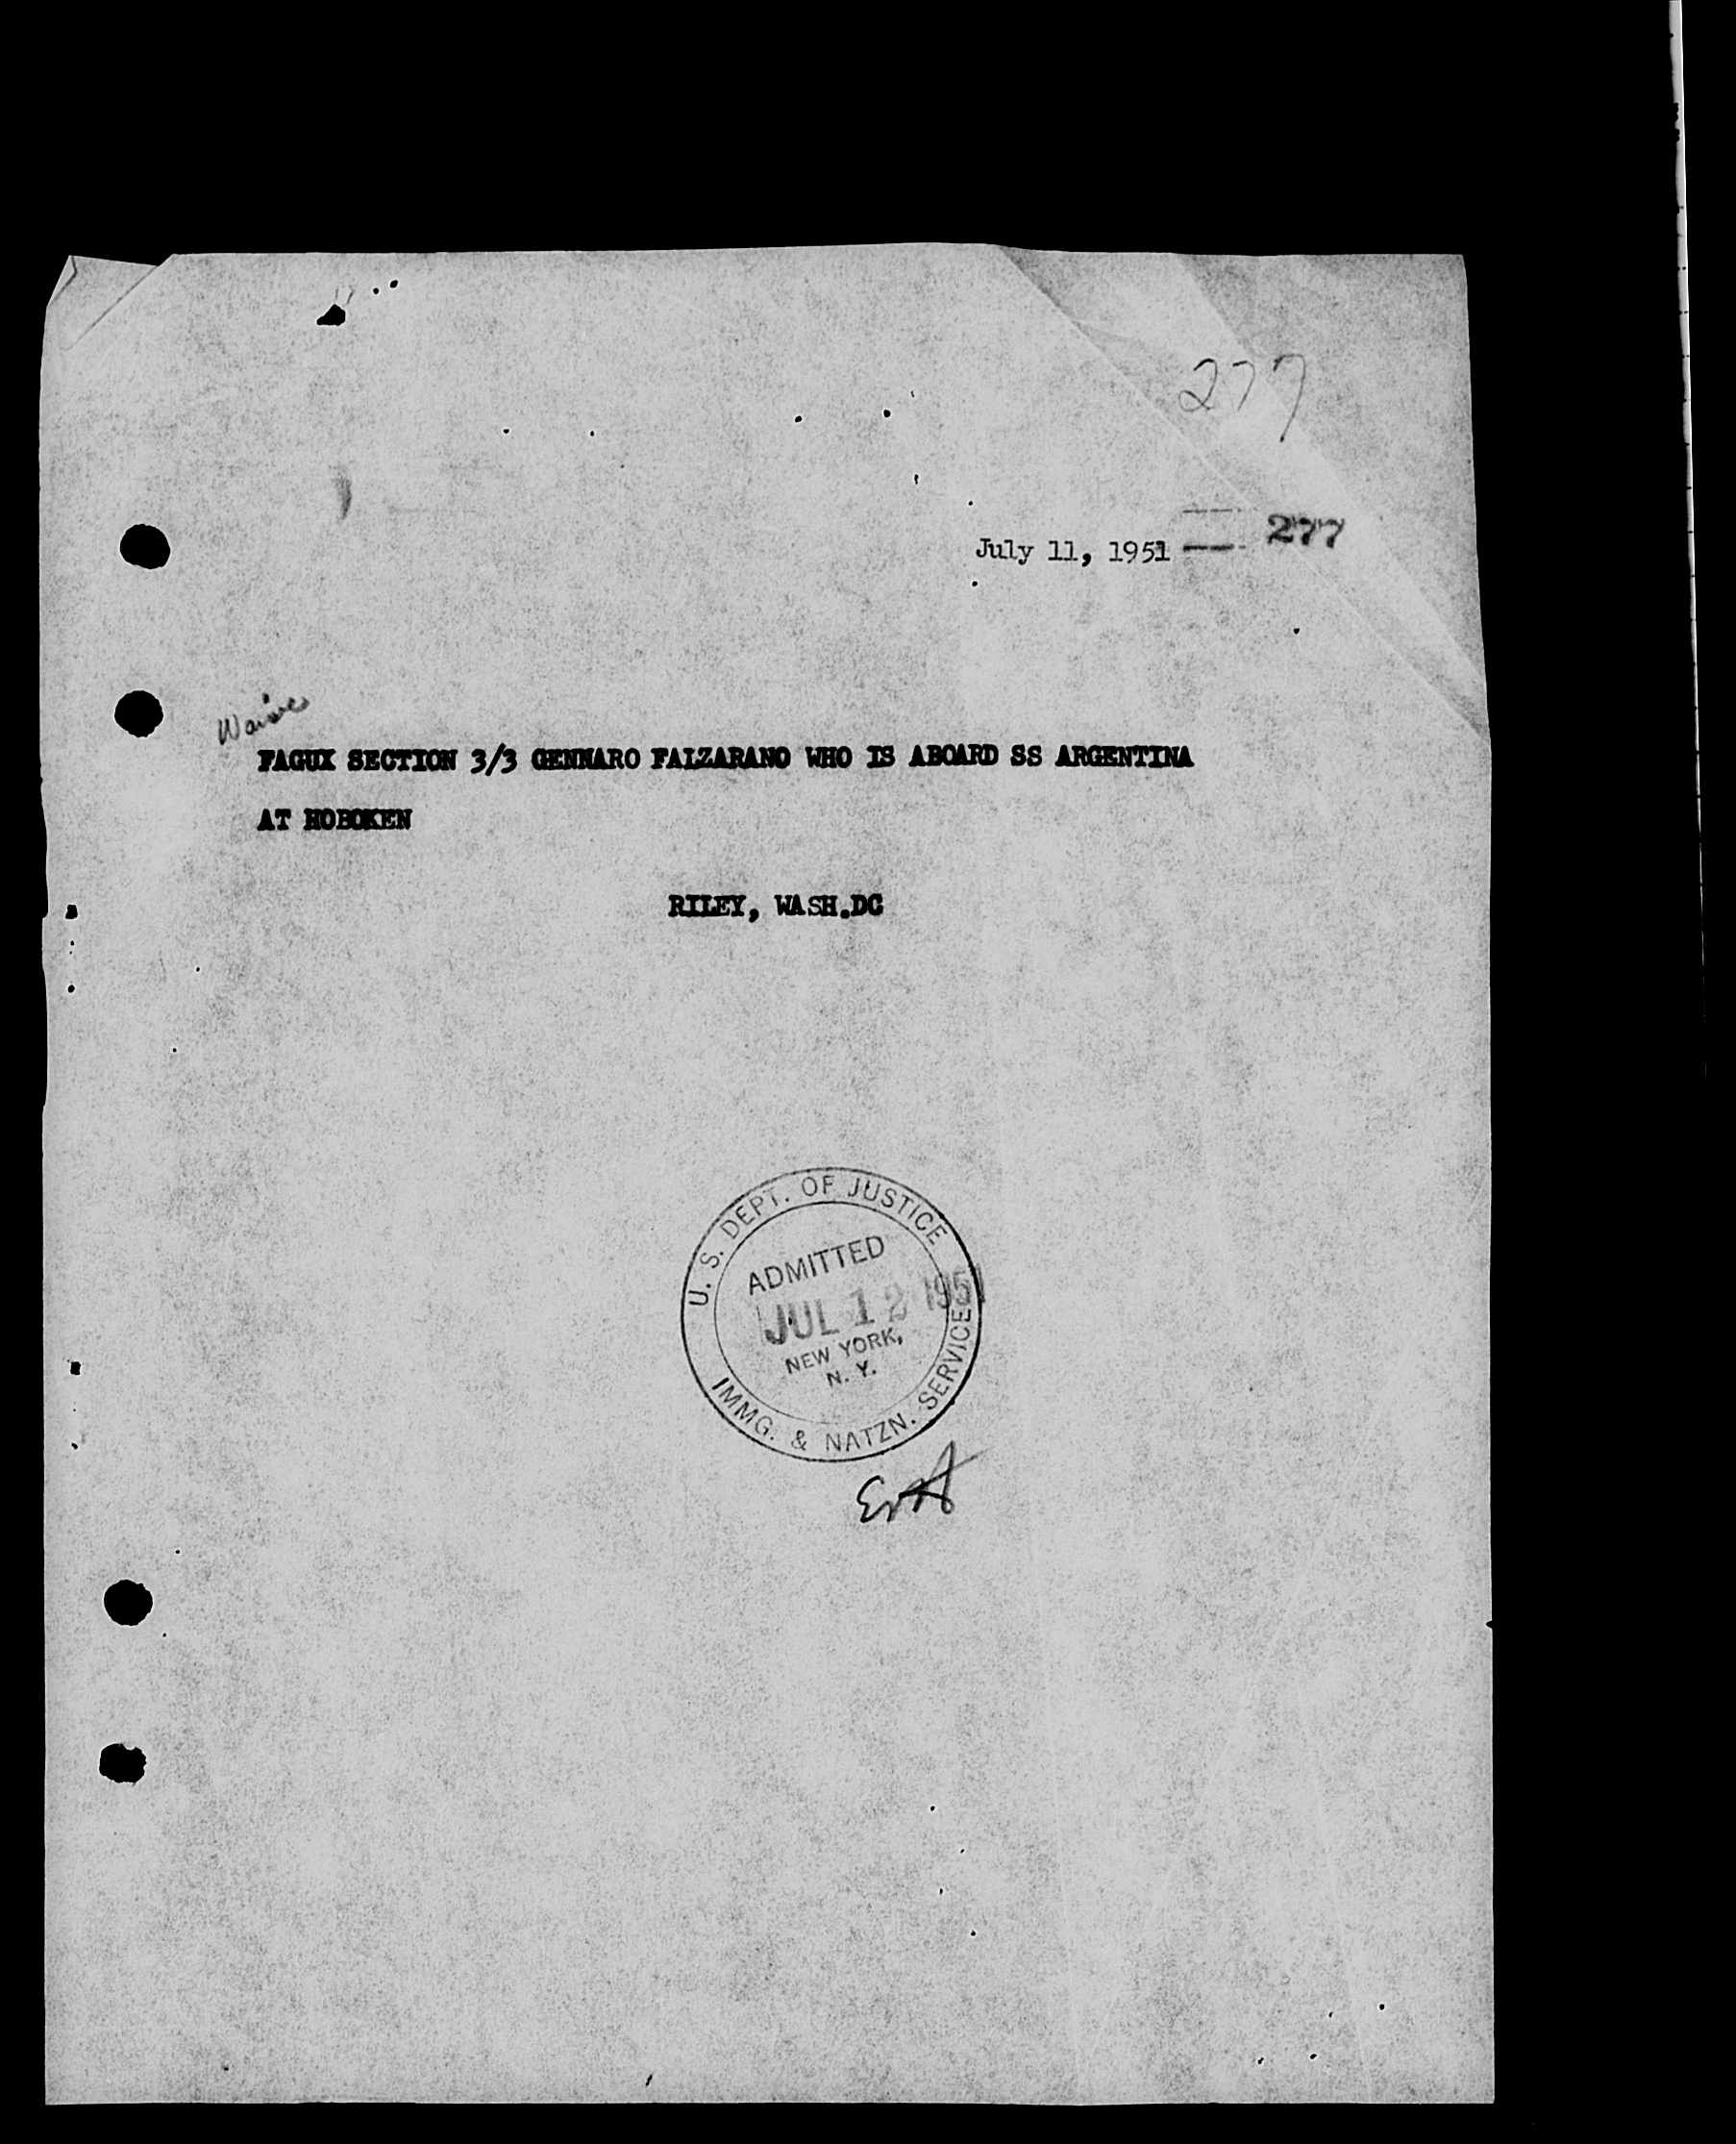 277
July 11, 1951 — 277
Waive
FAGUX SECTION 3/3 GENNARO FALZARANO WHO IS ABOARD SS ARGENTINA
AT HOBOKEN
RILEY, WASH.DC
U. S. DEPT. OF JUSTICE
ADMITTED
JUL 12 1951
NEW YORK,
N. Y.
IMMG. & NATZN. SERVICE